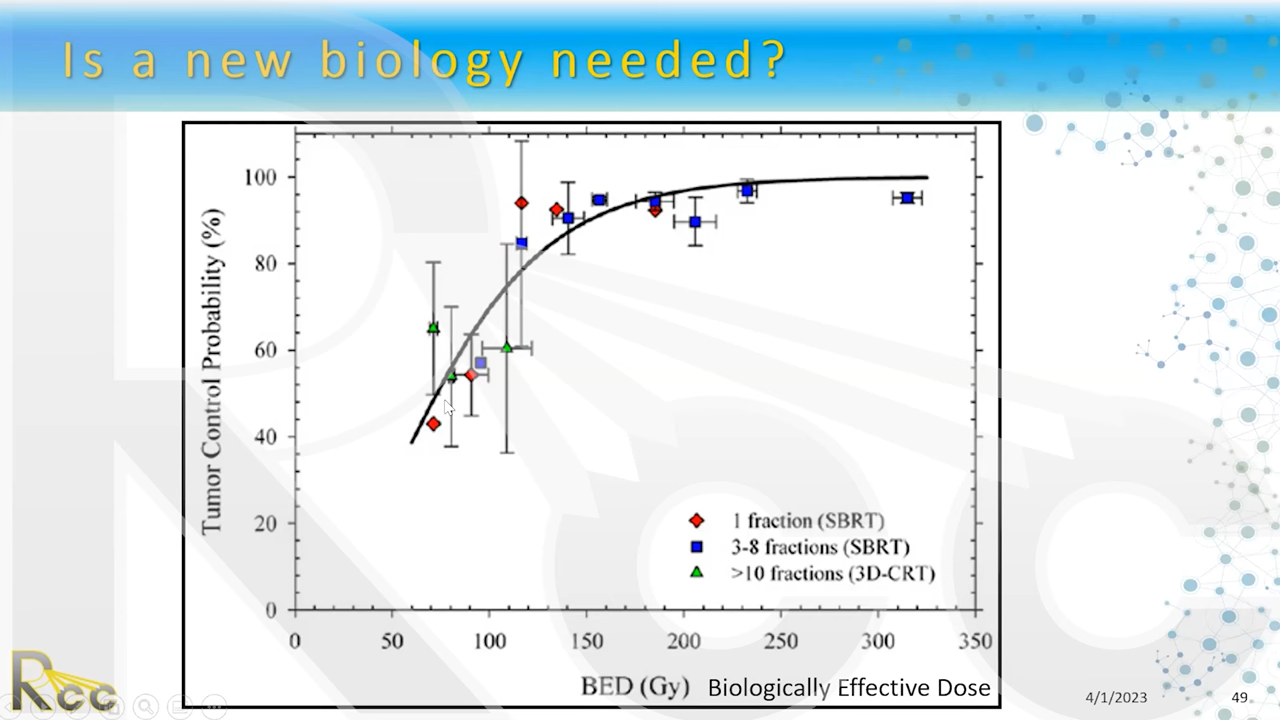 Is a new biology needed?
Tumor Control Probability (%)
100
80
60
40
20
0
1 fraction (SBRT)
3-8 fractions (SBRT)
>10 fractions (3D-CRT)
0 50 100 150 200 250 300 350
BED (Gy) Biologically Effective Dose
Rcc
4/1/2023 49